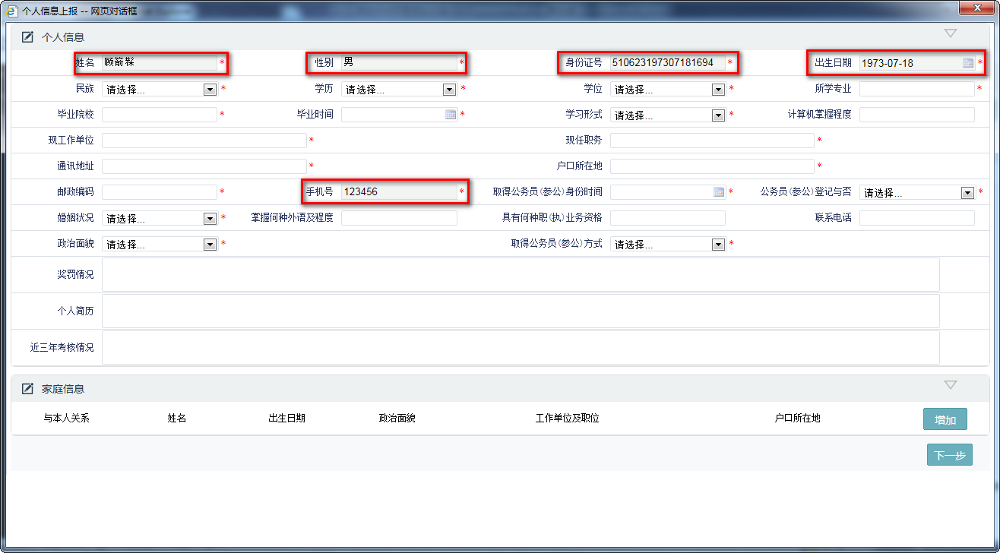 个人信息上报 -- 网页对话框
个人信息
姓名 顾箭 * 性别 男 * 身份证号 510623197307181694 * 出生日期 1973-07-18 *
民族 请选择... * 学历 请选择... * 学位 请选择... * 所学专业 *
毕业院校 * 毕业时间 * 学习形式 请选择... * 计算机掌握程度
现工作单位 * 现任职务 *
通讯地址 * 户口所在地 *
邮政编码 * 手机号 123456 * 取得公务员(参公)身份时间 * 公务员(参公)登记与否 请选择... *
婚姻状况 请选择... * 掌握何种外语及程度 具有何种职(执)业务资格 联系电话
政治面貌 请选择... * 取得公务员(参公)方式 请选择... *
奖罚情况
个人简历
近三年考核情况
家庭信息
与本人关系 姓名 出生日期 政治面貌 工作单位及职位 户口所在地 增加
下一步